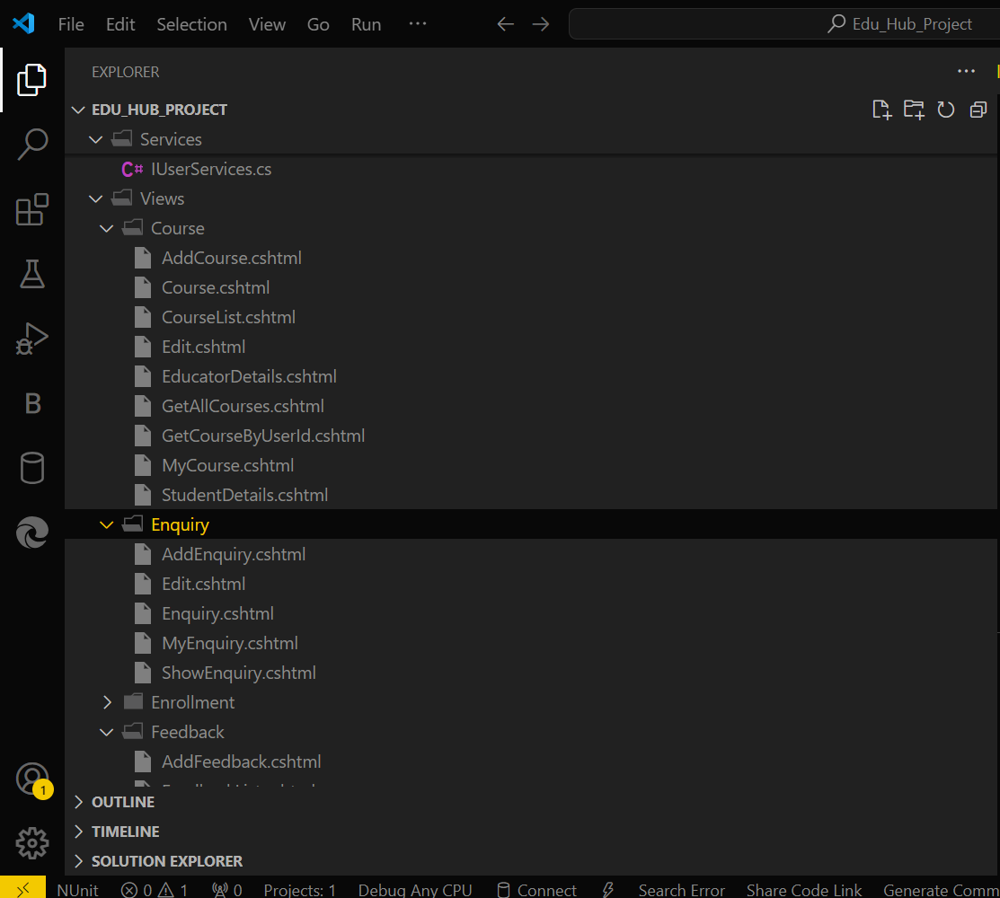 File Edit Selection View Go Run ··· Edu_Hub_Project
EXPLORER
EDU_HUB_PROJECT
Services
C# IUserServices.cs
Views
Course
AddCourse.cshtml
Course.cshtml
CourseList.cshtml
Edit.cshtml
EducatorDetails.cshtml
GetAllCourses.cshtml
GetCourseByUserId.cshtml
MyCourse.cshtml
StudentDetails.cshtml
Enquiry
AddEnquiry.cshtml
Edit.cshtml
Enquiry.cshtml
MyEnquiry.cshtml
ShowEnquiry.cshtml
Enrollment
Feedback
AddFeedback.cshtml
B
1
OUTLINE
TIMELINE
SOLUTION EXPLORER
NUnit 0 1 0 Projects: 1 Debug Any CPU Connect Search Error Share Code Link Generate Comm